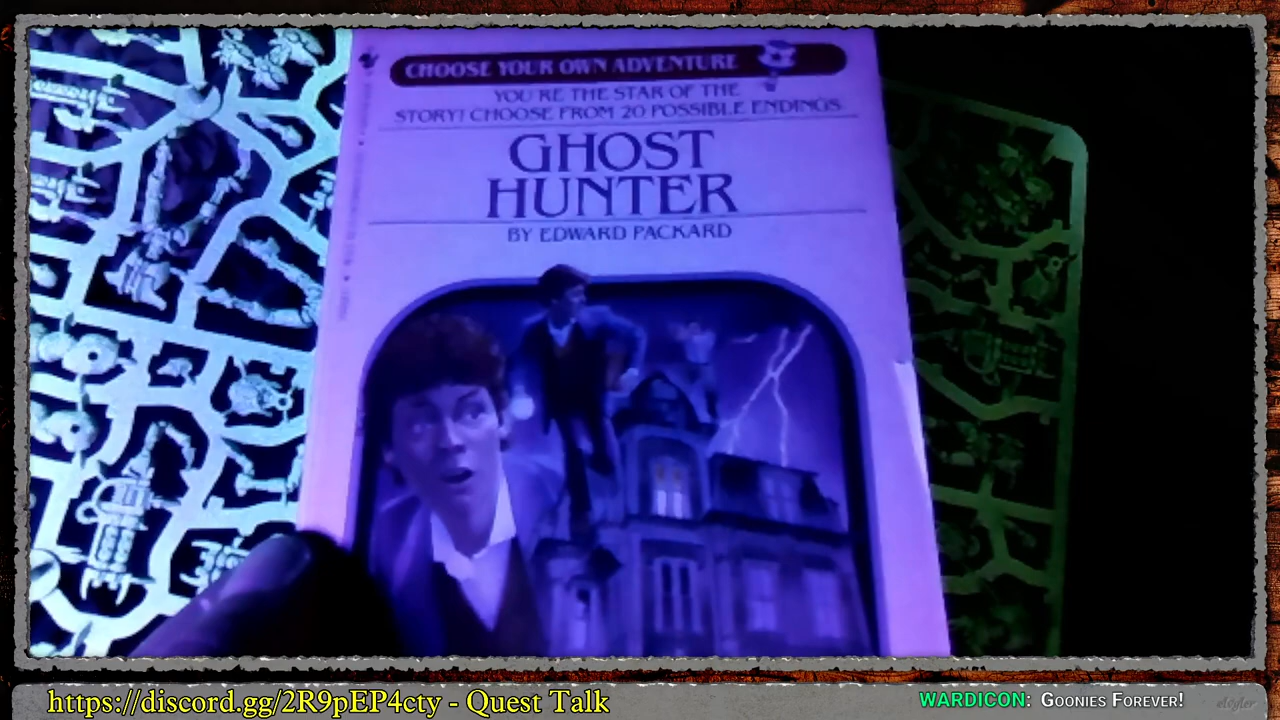 CHOOSE YOUR OWN ADVENTURE
YOU'RE THE STAR OF THE
STORY! CHOOSE FROM 20 POSSIBLE ENDINGS.
GHOST
HUNTER
BY EDWARD PACKARD
https://discord.gg/2R9pEP4cty - Quest Talk
WARDICON: Goonies Forever!